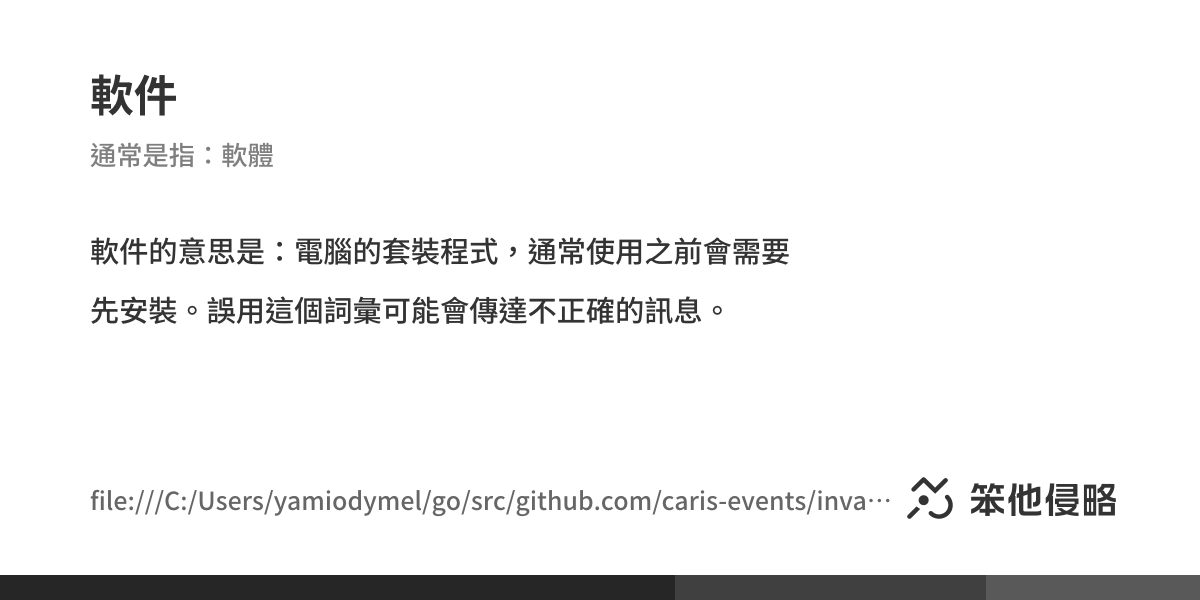 軟件
通常是指：軟體
軟件的意思是：電腦的套裝程式，通常使用之前會需要
先安裝。誤用這個詞彙可能會傳達不正確的訊息。
file:///C:/Users/yamiodymel/go/src/github.com/caris-events/inva…
笨他侵略